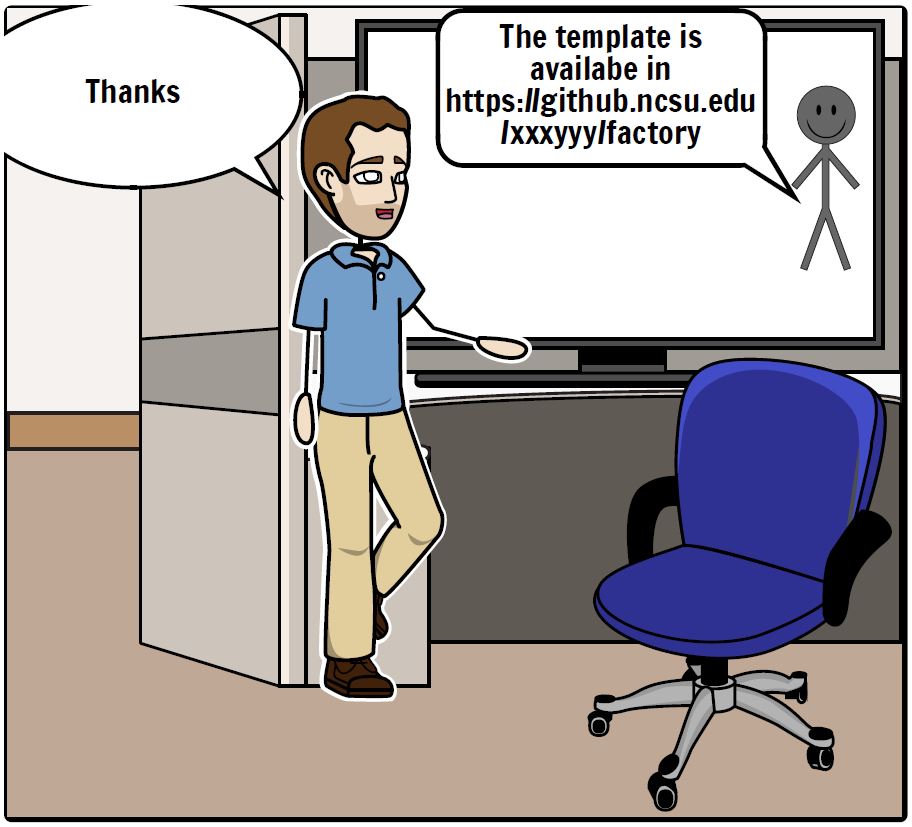 Thanks
The template is
availabe in
https://github.ncsu.edu
/xxxyyy/factory